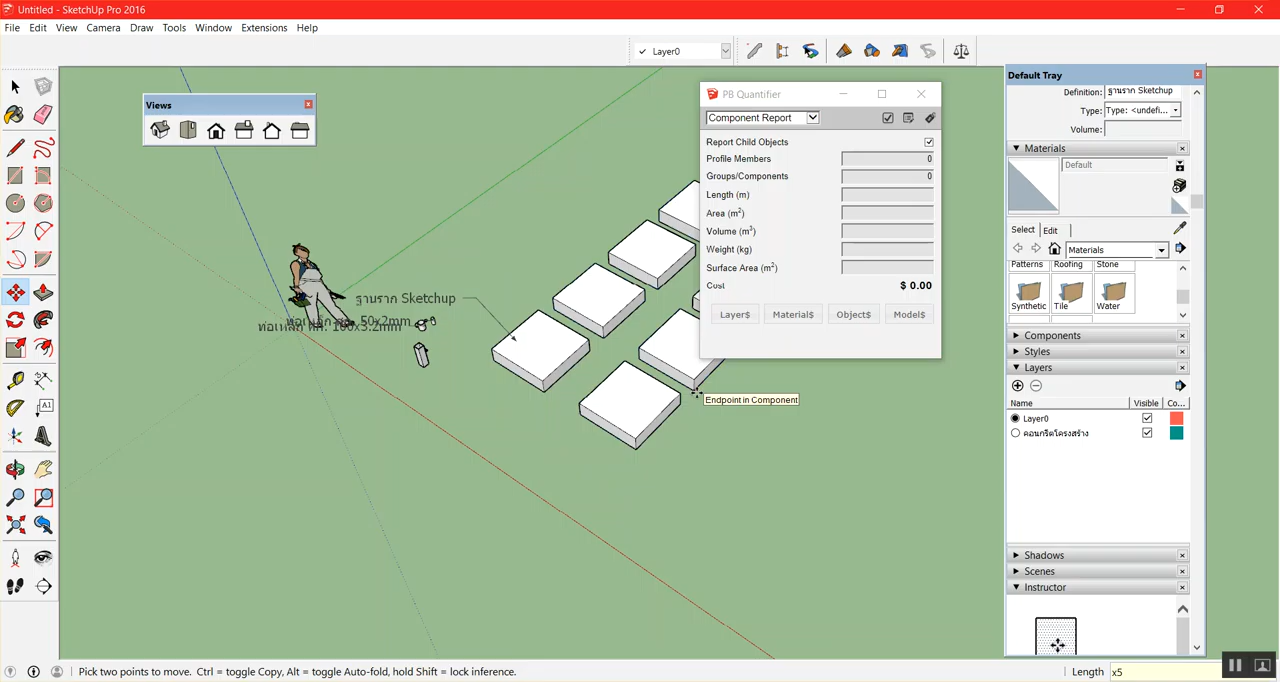 Untitled - SketchUp Pro 2016
File Edit View Camera Draw Tools Window Extensions Help
Layer0
Views
PB Quantifier
Component Report
Report Child Objects
Profile Members 0
Groups/Components 0
Length (m)
Area (m²)
Volume (m³)
Weight (kg)
Surface Area (m²)
Cost $ 0.00
Layer$ Material$ Object$ Model$
ฐานราก Sketchup
Endpoint in Component
Default Tray
Definition: ฐานราก Sketchup
Type: Type: <undefi...
Volume:
Materials
Default
Select Edit
Materials
Patterns Roofing Stone
Synthetic Tile Water
Components
Styles
Layers
Name Visible Co...
Layer0
คอนกรีตโครงสร้าง
Shadows
Scenes
Instructor
Pick two points to move. Ctrl = toggle Copy, Alt = toggle Auto-fold, hold Shift = lock inference.
Length x5